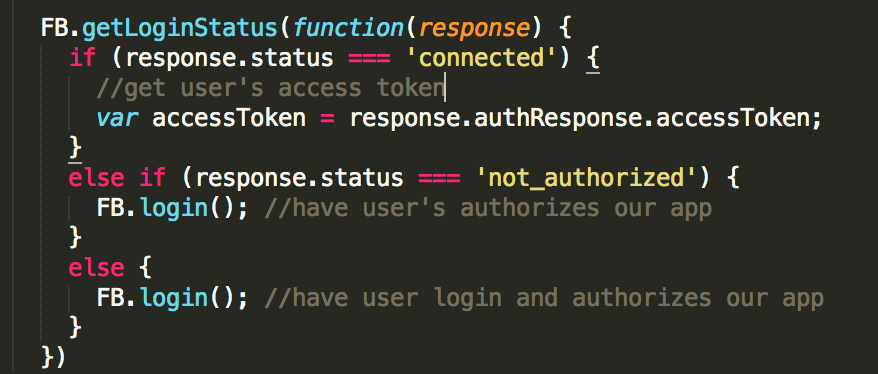 FB.getLoginStatus(function(response) {
if (response.status === 'connected') {
//get user's access token
var accessToken = response.authResponse.accessToken;
}
else if (response.status === 'not_authorized') {
FB.login(); //have user's authorizes our app
}
else {
FB.login(); //have user login and authorizes our app
}
})